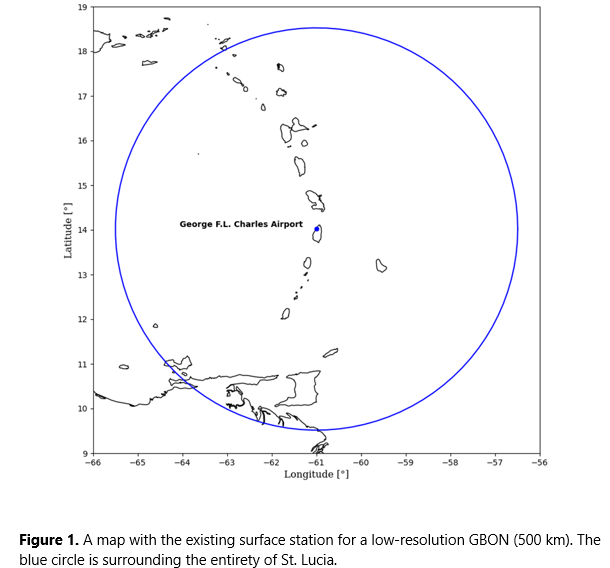 19
18
17
16
15
George F.L. Charles Airport
14
13
12
11
10
9
Latitude [°]
−66 −65 −64 −63 −62 −61 −60 −59 −58 −57 −56
Longitude [°]
Figure 1. A map with the existing surface station for a low-resolution GBON (500 km). The
blue circle is surrounding the entirety of St. Lucia.